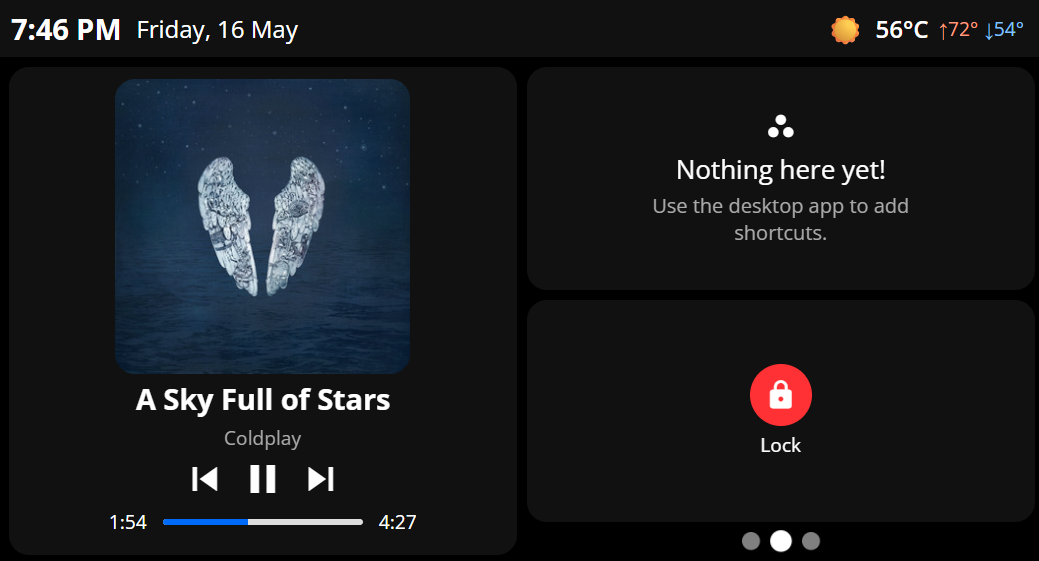 7:46 PM Friday, 16 May
56°C ↑72° ↓54°
A Sky Full of Stars
Coldplay
1:54 4:27
Nothing here yet!
Use the desktop app to add
shortcuts.
Lock